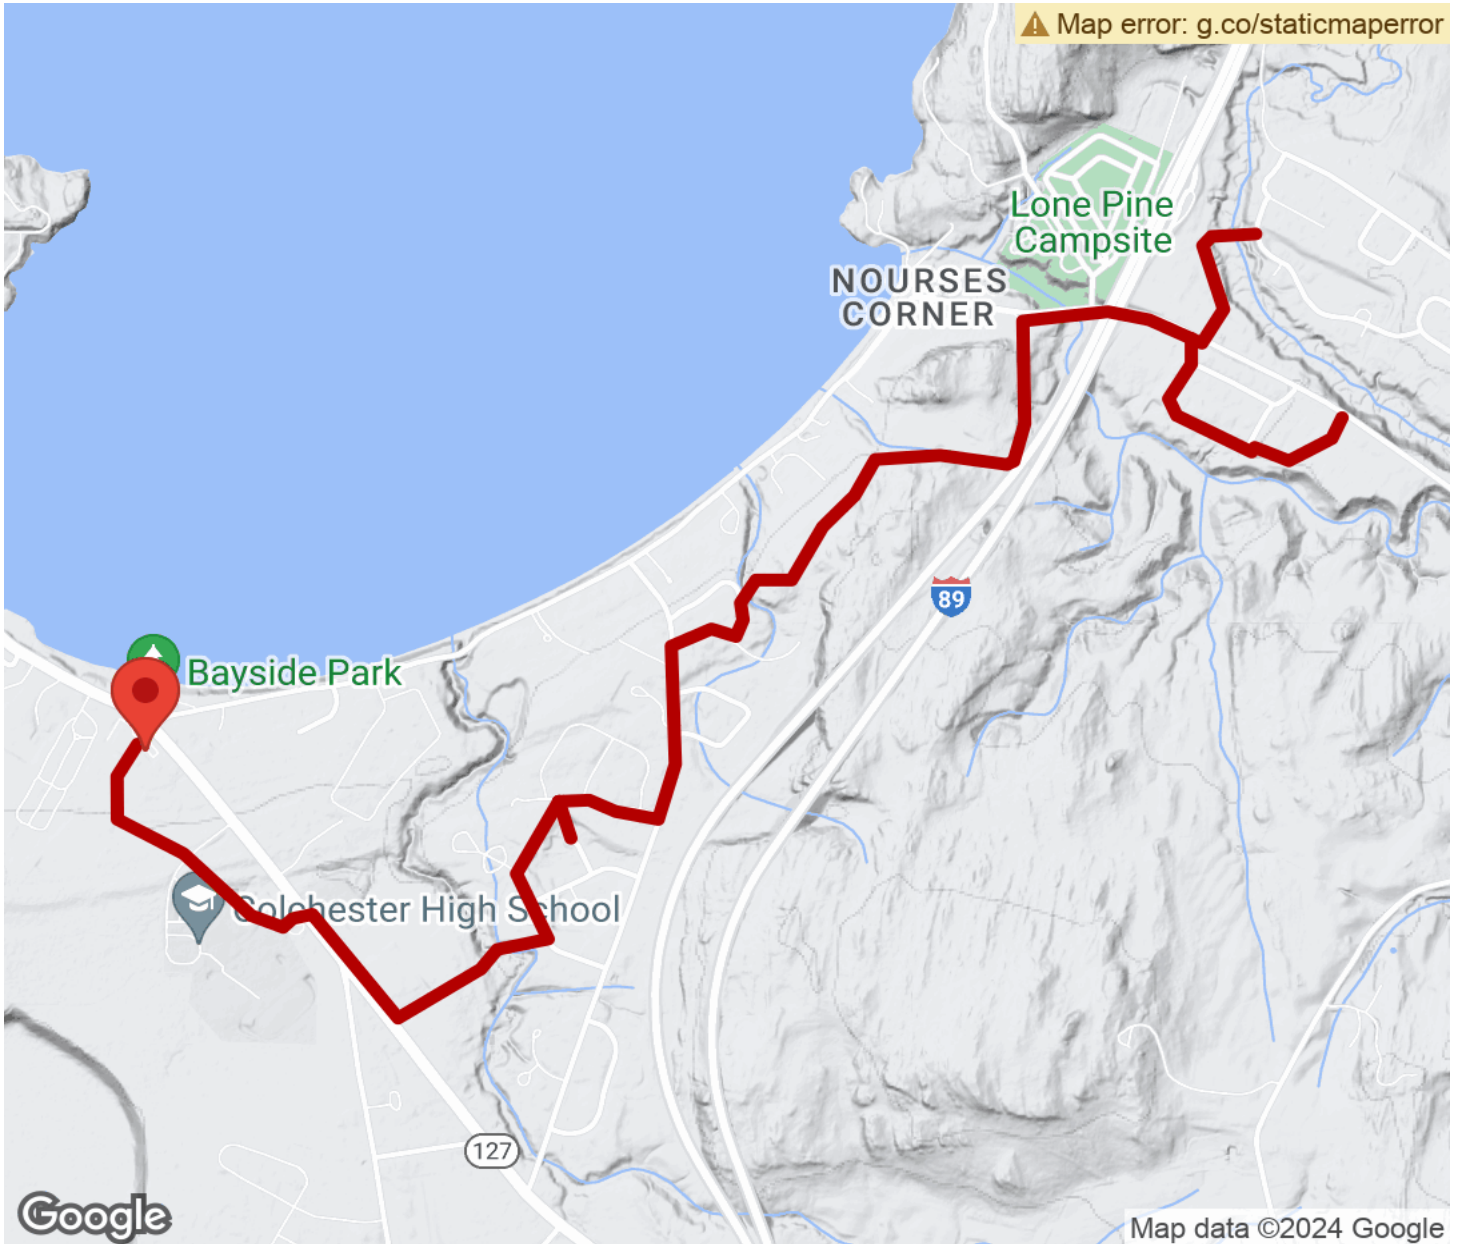 Map error: g.co/staticmaperror
Lone Pine
Campsite
NOURSES
CORNER
89
Bayside Park
Colchester High School
127
Google
Map data ©2024 Google